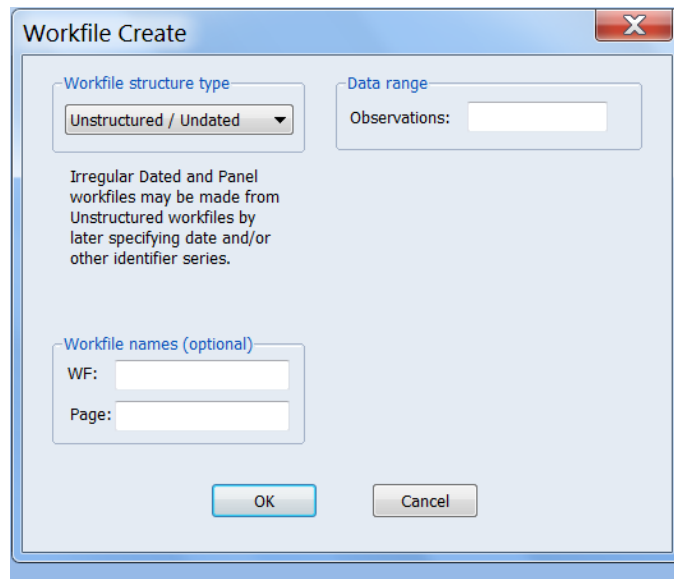 Workfile Create
X
Workfile structure type
Unstructured / Undated
Irregular Dated and Panel
workfiles may be made from
Unstructured workfiles by
later specifying date and/or
other identifier series.
Data range
Observations:
Workfile names (optional)
WF:
Page:
OK
Cancel